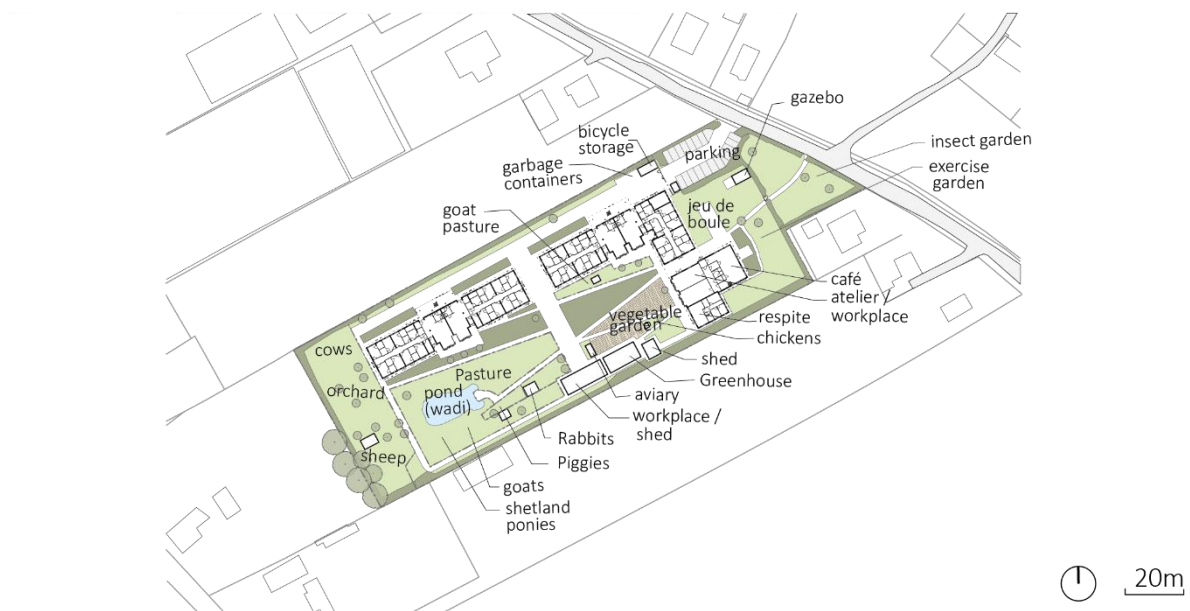 gazebo
bicycle
storage
parking
insect garden
garbage
containers
exercise
garden
goat
pasture
jeu de
boule
café
atelier /
workplace
vegetable
garden
respite
chickens
cows
shed
Pasture
Greenhouse
orchard
pond
(wadi)
aviary
workplace /
shed
Rabbits
sheep
Piggies
goats
shetland
ponies
20m